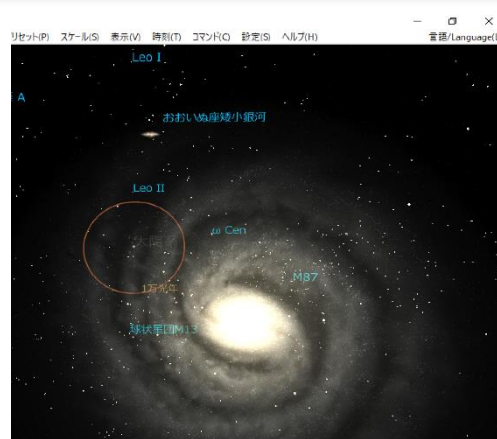 リセット(P) スケール(S) 表示(V) 時刻(T) コマンド(C) 設定(S) ヘルプ(H) 言語/Language(L
Leo I
A
おおいぬ座矮小銀河
Leo II
太陽系
ω Cen
M87
1万光年
球状星団M13